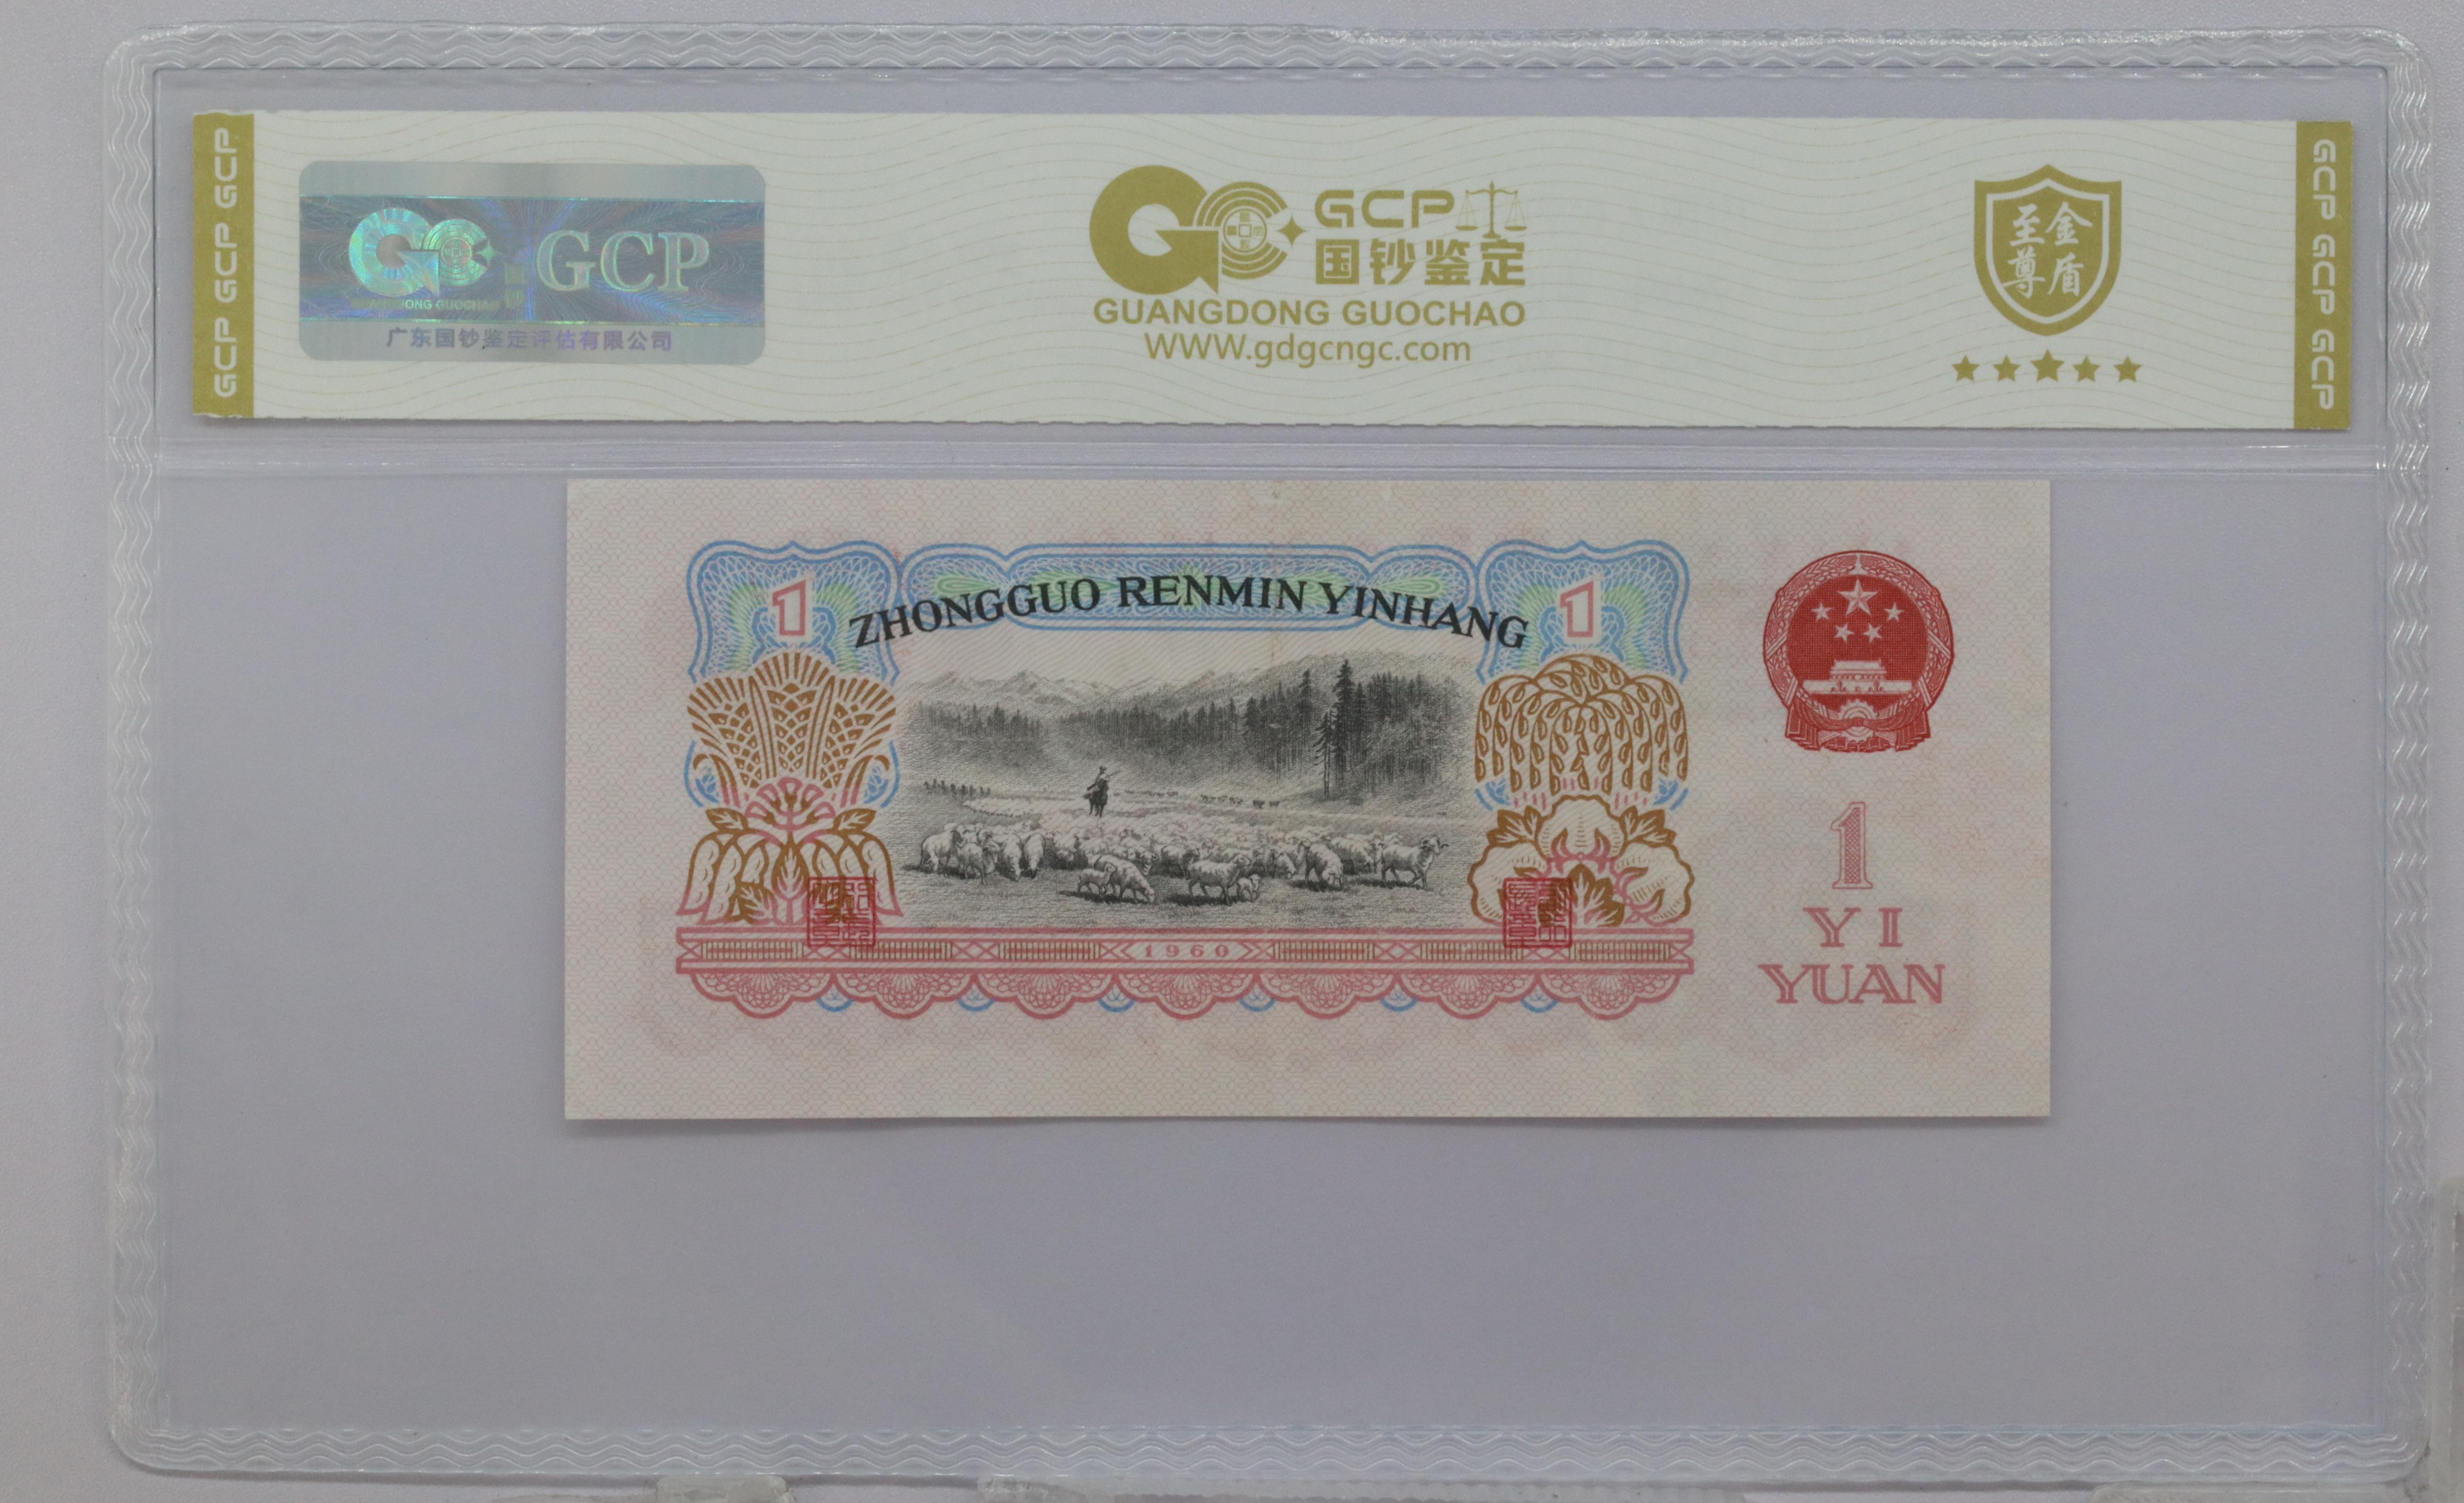 GCP GCP GCP
GCP
GUANGDONG GUOCHAO
广东国钞鉴定评估有限公司
GCP
国钞鉴定
GUANGDONG GUOCHAO
WWW.gdgcngc.com
至尊金盾
GCP GCP GCP
ZHONGGUO RENMIN YINHANG
1
1
1960
1
YI
YUAN